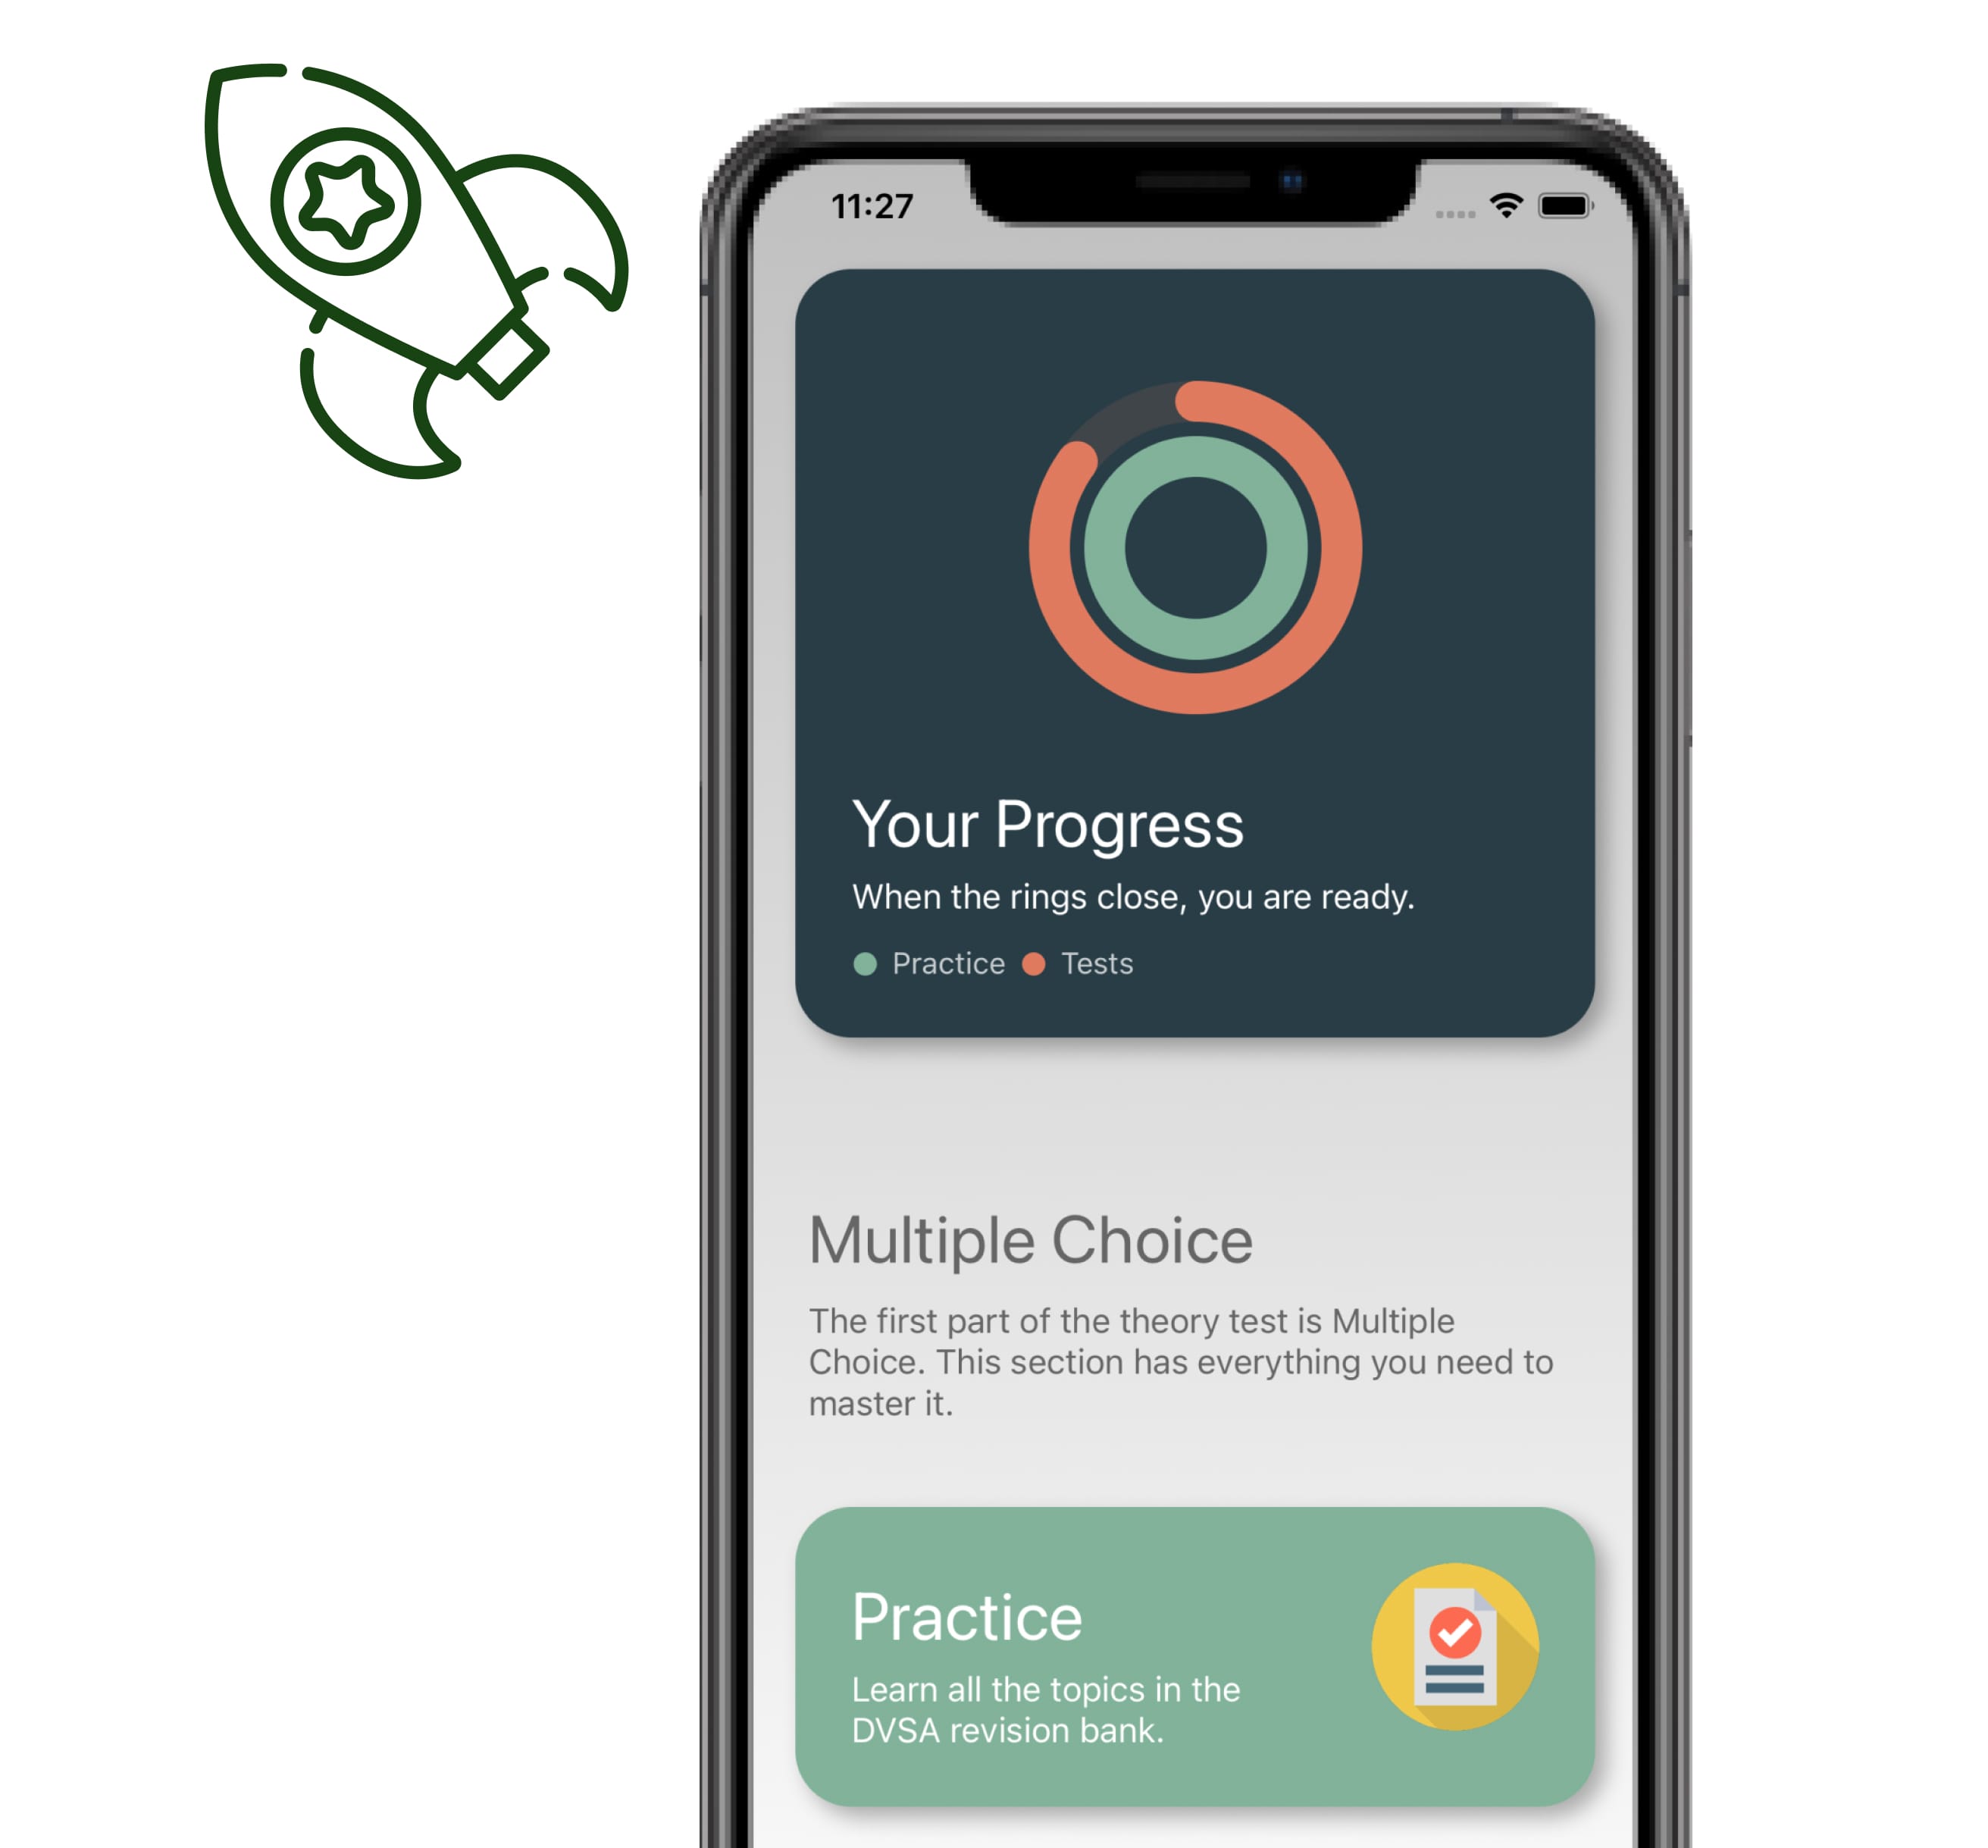 11:27
Your Progress
When the rings close, you are ready.
Practice Tests
Multiple Choice
The first part of the theory test is Multiple
Choice. This section has everything you need to
master it.
Practice
Learn all the topics in the
DVSA revision bank.